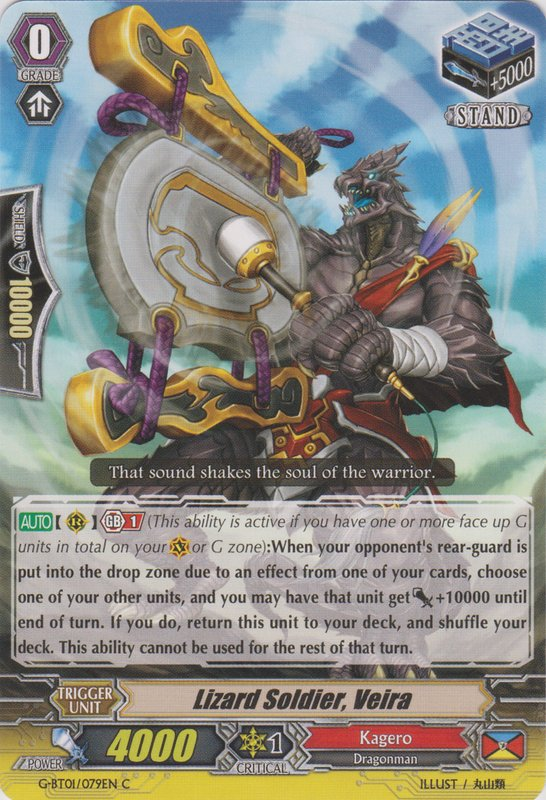 0
GRADE
+5000
STAND
SHIELD
10000
That sound shakes the soul of the warrior.
AUTO 【 R 】 GB 1 (This ability is active if you have one or more face up G
units in total on your V or G zone):When your opponent's rear-guard is
put into the drop zone due to an effect from one of your cards, choose
one of your other units, and you may have that unit get +10000 until
end of turn. If you do, return this unit to your deck, and shuffle your
deck. This ability cannot be used for the rest of that turn.
TRIGGER
UNIT
Lizard Soldier, Veira
POWER
4000
1
CRITICAL
Kagero
Dragonman
G-BT01/079EN C
ILLUST / 丸山類